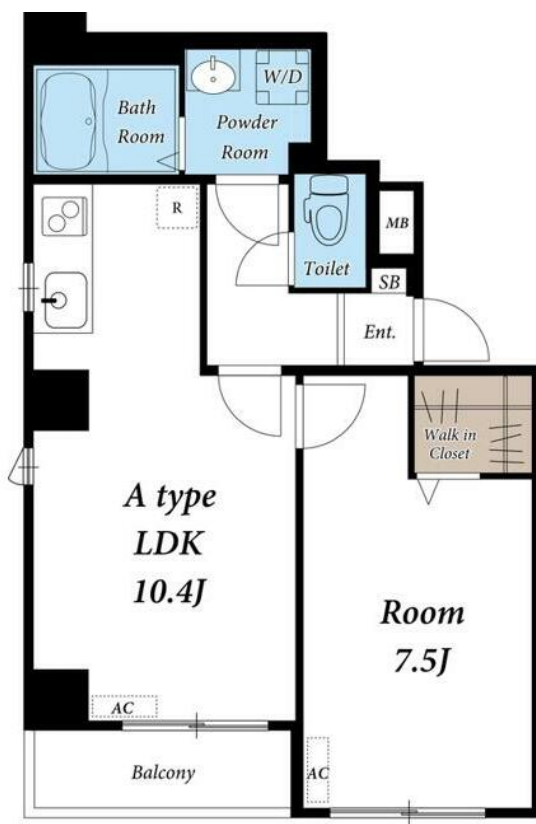 W/D
Bath
Room
Powder
Room
R
MB
Toilet
SB
Ent.
Walk in
Closet
A type
LDK
10.4J
Room
7.5J
AC
Balcony
AC